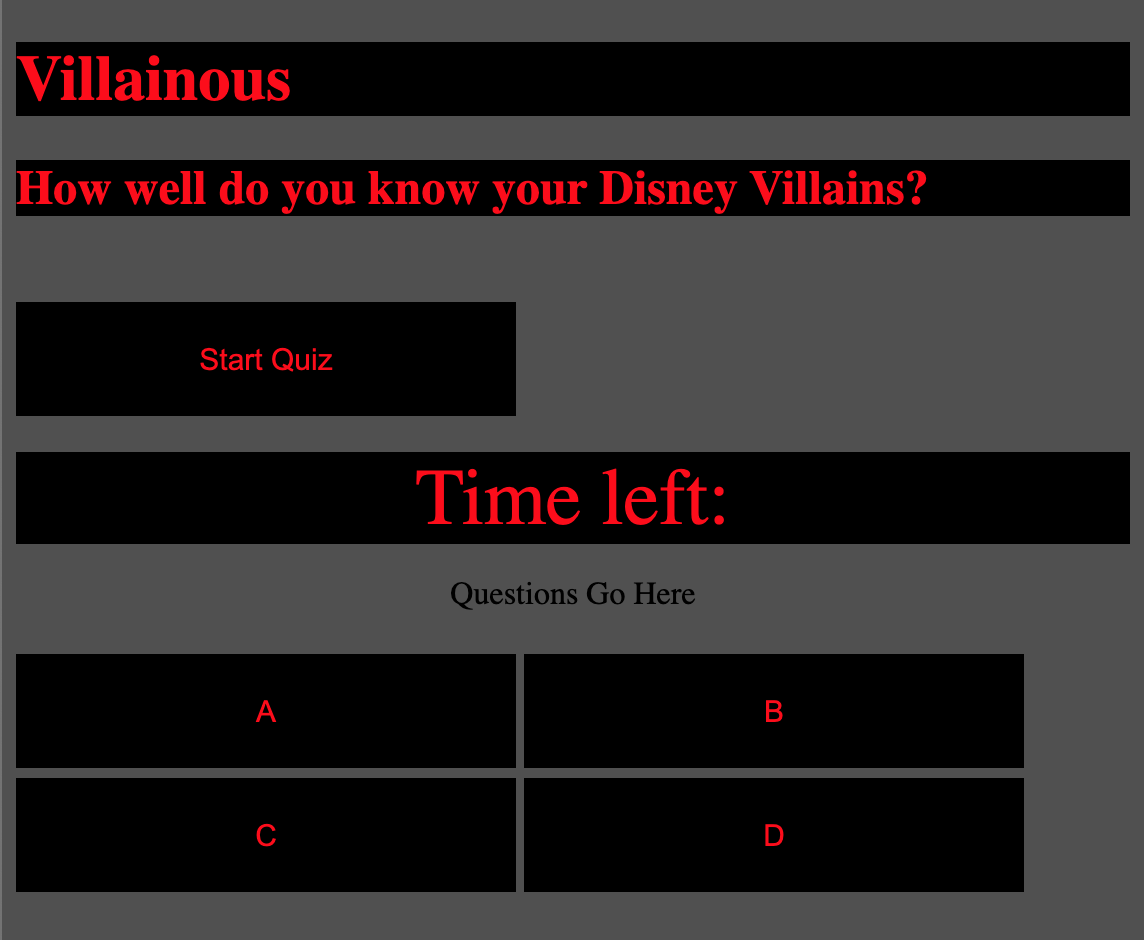 Villainous
How well do you know your Disney Villains?
Start Quiz
Time left:
Questions Go Here
A
B
C
D